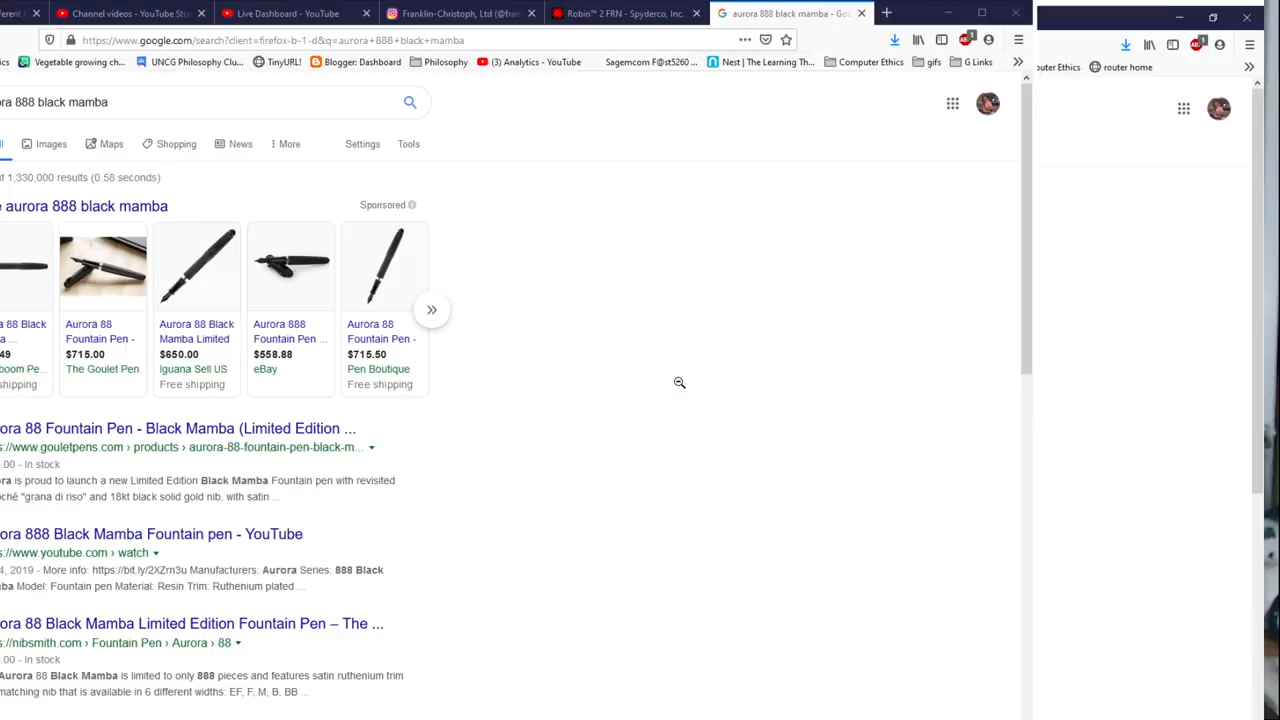 fferent F
Channel videos - YouTube Stu
Live Dashboard - YouTube
Franklin-Christoph, Ltd (@fran
Robin™ 2 FRN - Spyderco, Inc.
aurora 888 black mamba - Goo
https://www.google.com/search?client=firefox-b-1-d&q=aurora+888+black+mamba
1
1
ics
Vegetable growing ch...
UNCG Philosophy Clu...
TinyURL!
Blogger: Dashboard
Philosophy
(3) Analytics - YouTube
Sagemcom F@st5260 ...
Nest | The Learning Th...
Computer Ethics
gifs
G Links
puter Ethics
router home
ora 888 black mamba
ll
Images
Maps
Shopping
News
More
Settings
Tools
t 1,330,000 results (0.58 seconds)
e aurora 888 black mamba
Sponsored
a 88 Black
a ...
49
boom Pe...
shipping
Aurora 88
Fountain Pen -
$715.00
The Goulet Pen
Aurora 88 Black
Mamba Limited
$650.00
Iguana Sell US
Free shipping
Aurora 888
Fountain Pen ...
$558.88
eBay
Aurora 88
Fountain Pen -
$715.50
Pen Boutique
Free shipping
ora 88 Fountain Pen - Black Mamba (Limited Edition ...
s://www.gouletpens.com › products › aurora-88-fountain-pen-black-m...
.00 - In stock
ra is proud to launch a new Limited Edition Black Mamba Fountain pen with revisited
oché "grana di riso" and 18kt black solid gold nib, with satin ...
ora 888 Black Mamba Fountain pen - YouTube
s://www.youtube.com › watch
4, 2019 - More info: https://bit.ly/2XZrn3u Manufacturers: Aurora Series: 888 Black
mba Model: Fountain pen Material: Resin Trim: Ruthenium plated ...
ora 88 Black Mamba Limited Edition Fountain Pen – The ...
s://nibsmith.com › Fountain Pen › Aurora › 88
.00 - In stock
Aurora 88 Black Mamba is limited to only 888 pieces and features satin ruthenium trim
matching nib that is available in 6 different widths: EF, F, M, B, BB ...